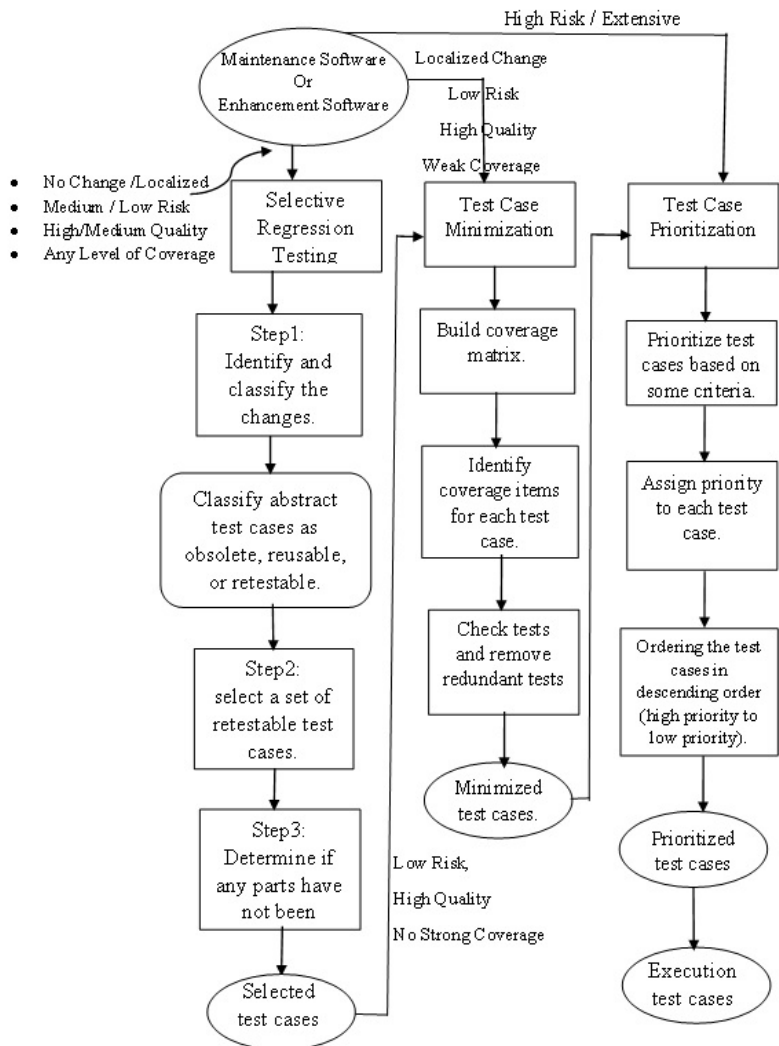 High Risk / Extensive
Maintenance Software
Or
Enhancement Software
Localized Change
Low Risk
High Quality
Weak Coverage
• No Change /Localized
• Medium / Low Risk
• High/Medium Quality
• Any Level of Coverage
Selective
Regression
Testing
Step1:
Identify and
classify the
changes.
Classify abstract
test cases as
obsolete, reusable,
or retestable.
Step2:
select a set of
retestable test
cases.
Step3:
Determine if
any parts have
not been
Selected
test cases
Low Risk,
High Quality
No Strong Coverage
Test Case
Minimization
Build coverage
matrix.
Identify
coverage items
for each test
case.
Check tests
and remove
redundant tests
Minimized
test cases.
Test Case
Prioritization
Prioritize test
cases based on
some criteria.
Assign priority
to each test
case.
Ordering the test
cases in
descending order
(high priority to
low priority).
Prioritized
test cases
Execution
test cases